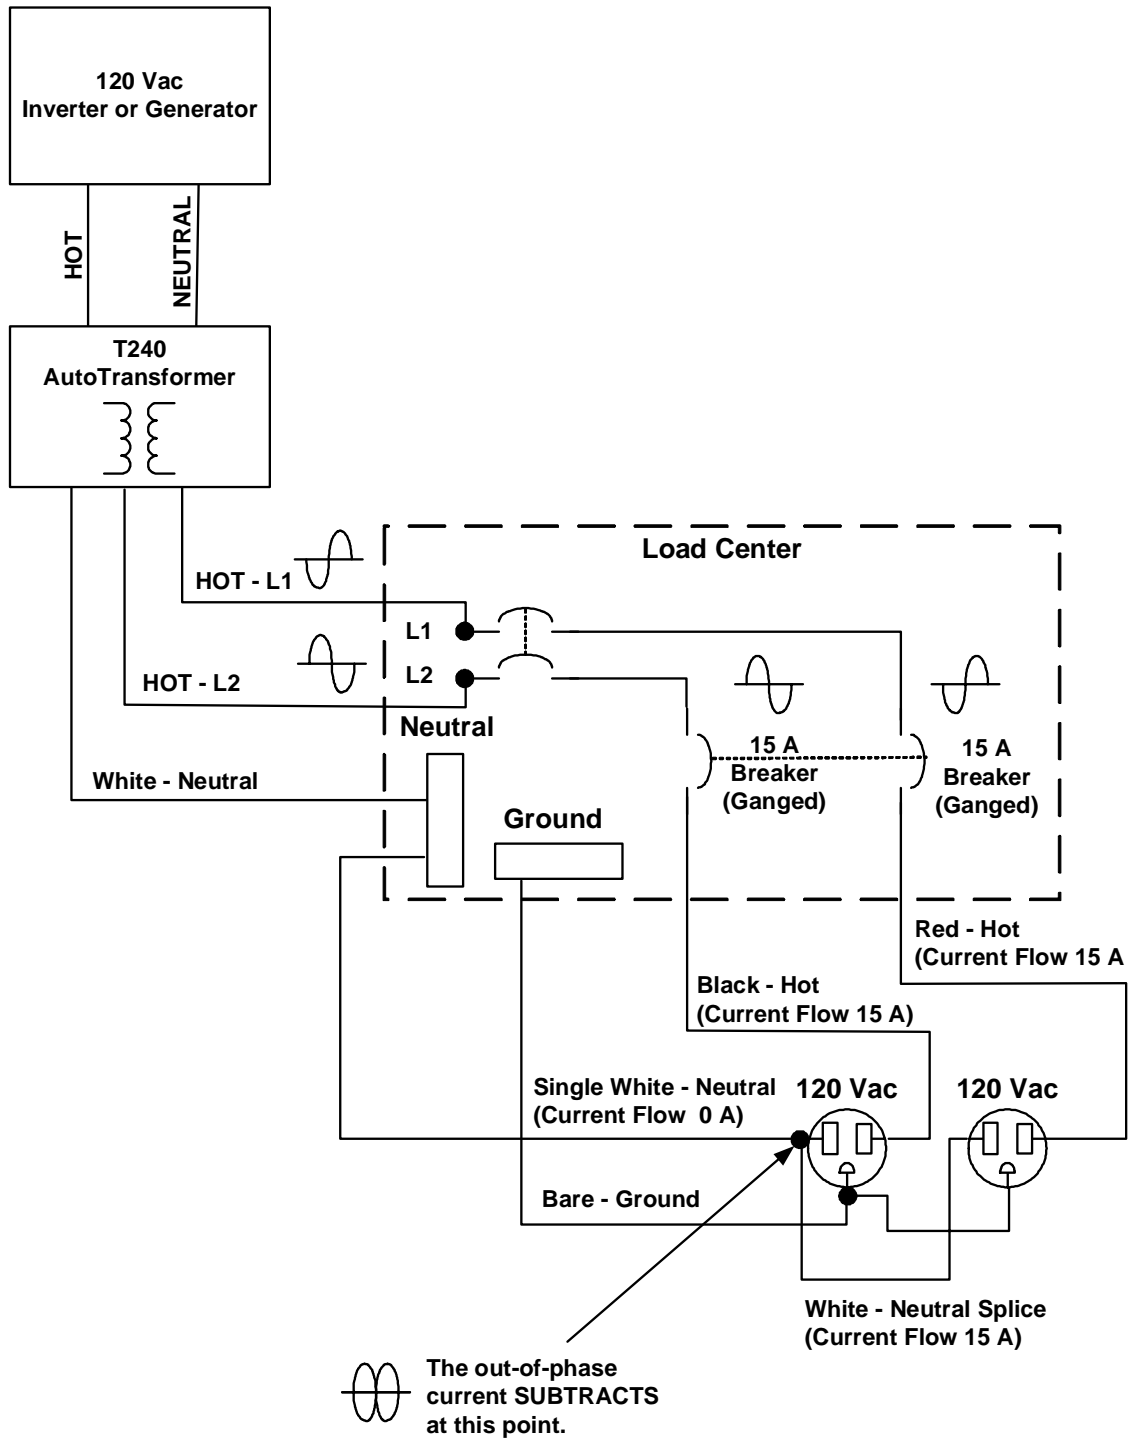 120 Vac
Inverter or Generator
HOT
NEUTRAL
T240
AutoTransformer
Load Center
HOT - L1
L1
L2
HOT - L2
Neutral
15 A
Breaker
(Ganged)
15 A
Breaker
(Ganged)
White - Neutral
Ground
Red - Hot
(Current Flow 15 A
Black - Hot
(Current Flow 15 A)
Single White - Neutral
(Current Flow 0 A)
120 Vac
120 Vac
Bare - Ground
White - Neutral Splice
(Current Flow 15 A)
The out-of-phase
current SUBTRACTS
at this point.